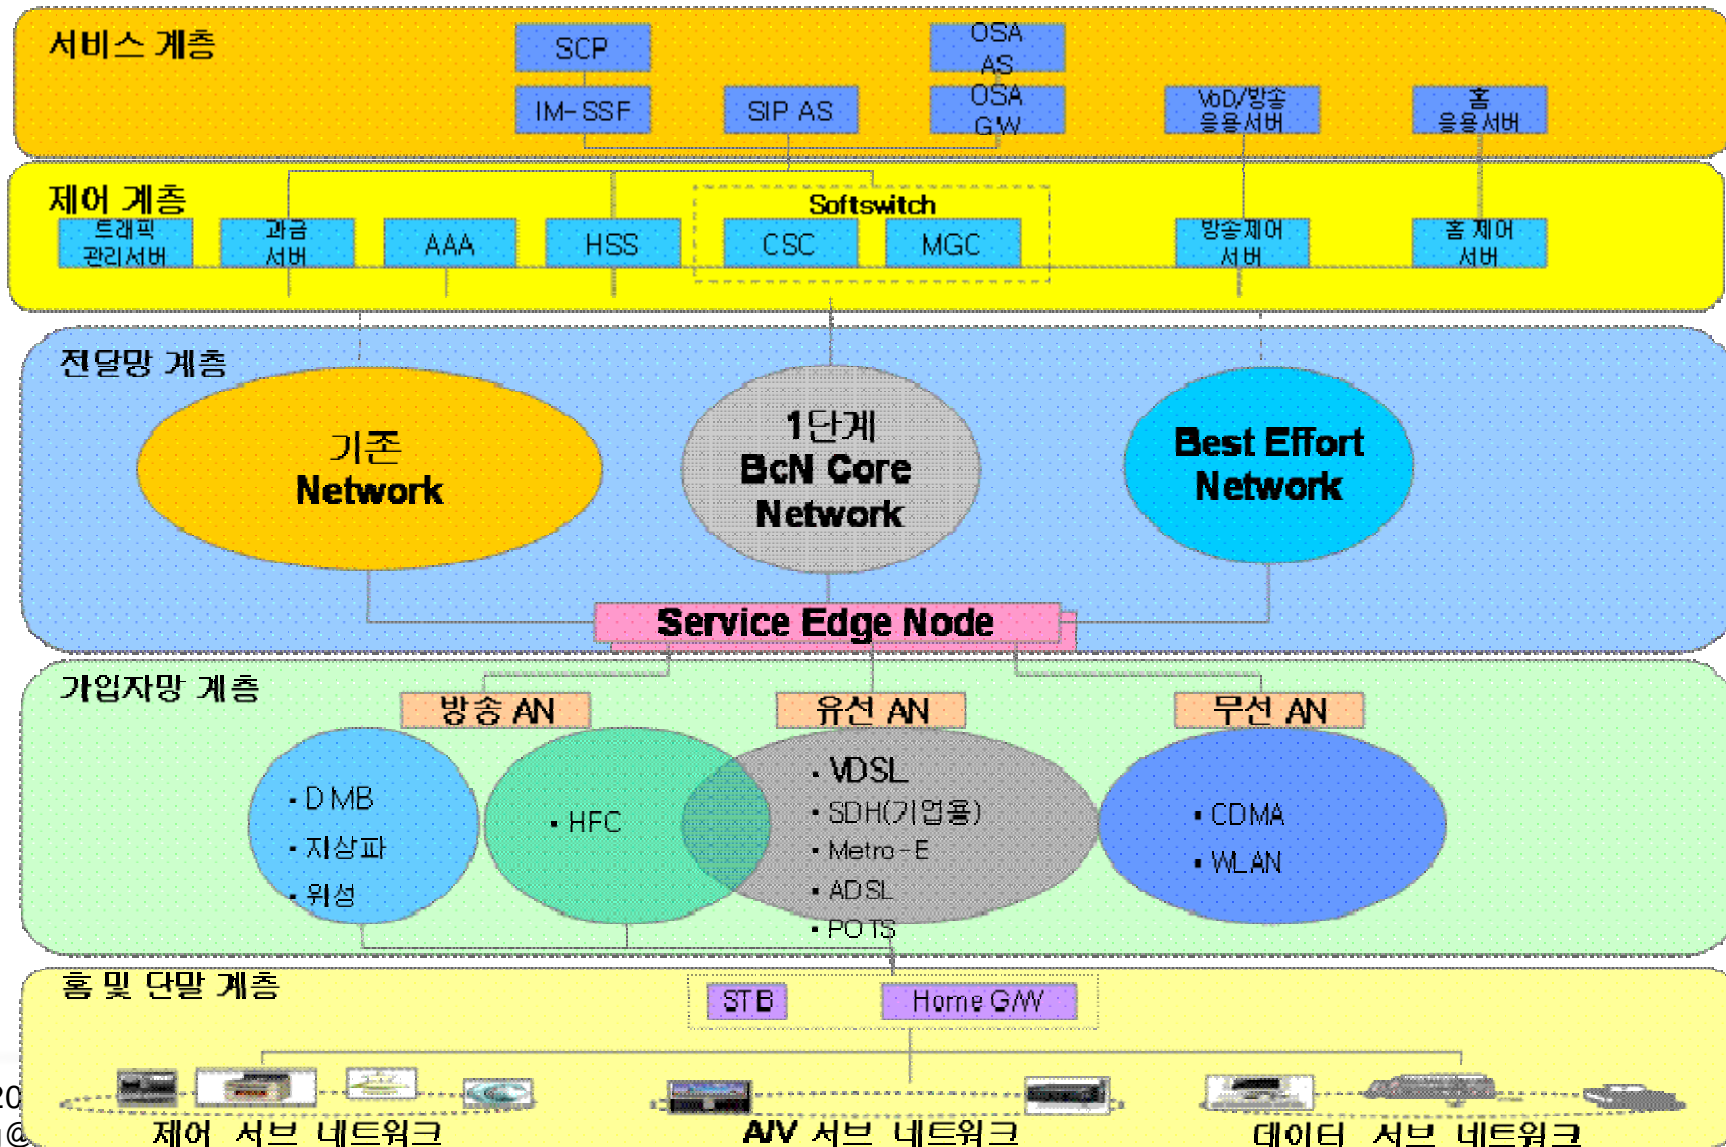 서비스 계층
SCP
OSA
AS
IM-SSF
SIP AS
OSA
G/W
VoD/방송
응용서버
홈
응용서버
제어 계층
Softswitch
트래픽
관리서버
과금
서버
AAA
HSS
CSC
MGC
방송제어
서버
홈 제어
서버
전달망 계층
기존
Network
1단계
BcN Core
Network
Best Effort
Network
Service Edge Node
가입자망 계층
방송 AN
유선 AN
무선 AN
▪ DMB
▪ 지상파
▪ 위성
▪ HFC
▪ VDSL
▪ SDH(기업용)
▪ Metro-E
▪ ADSL
▪ POTS
▪ CDMA
▪ WLAN
홈 및 단말 계층
STB
Home G/W
20
@
제어 서브 네트워크
A/V 서브 네트워크
데이터 서브 네트워크